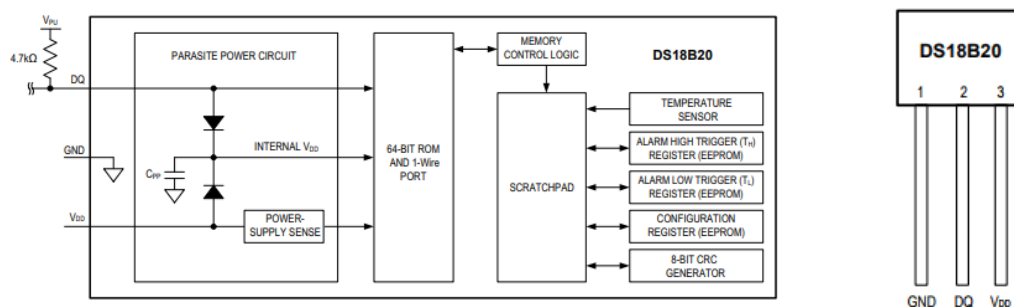 VPU
4.7kΩ
DQ
GND
VDD
PARASITE POWER CIRCUIT
INTERNAL VDD
CPP
POWER-
SUPPLY SENSE
64-BIT ROM
AND 1-Wire
PORT
MEMORY
CONTROL LOGIC
SCRATCHPAD
DS18B20
TEMPERATURE
SENSOR
ALARM HIGH TRIGGER (TH)
REGISTER (EEPROM)
ALARM LOW TRIGGER (TL)
REGISTER (EEPROM)
CONFIGURATION
REGISTER (EEPROM)
8-BIT CRC
GENERATOR
DS18B20
1 2 3
GND DQ VDD